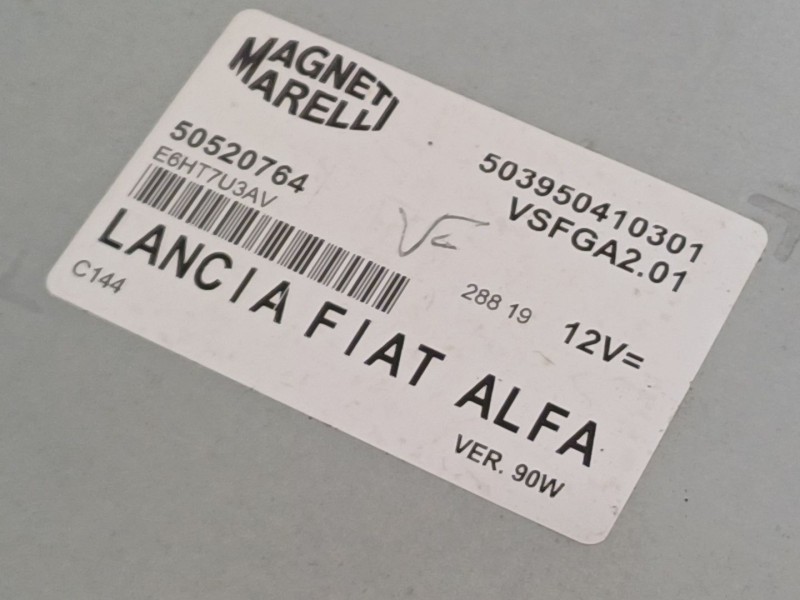 MAGNETI
MARELLI
50520764
E6HT7U3AV
503950410301
VSFGA2.01
LANCIA FIAT ALFA
C144
288 19
12V=
VER. 90W